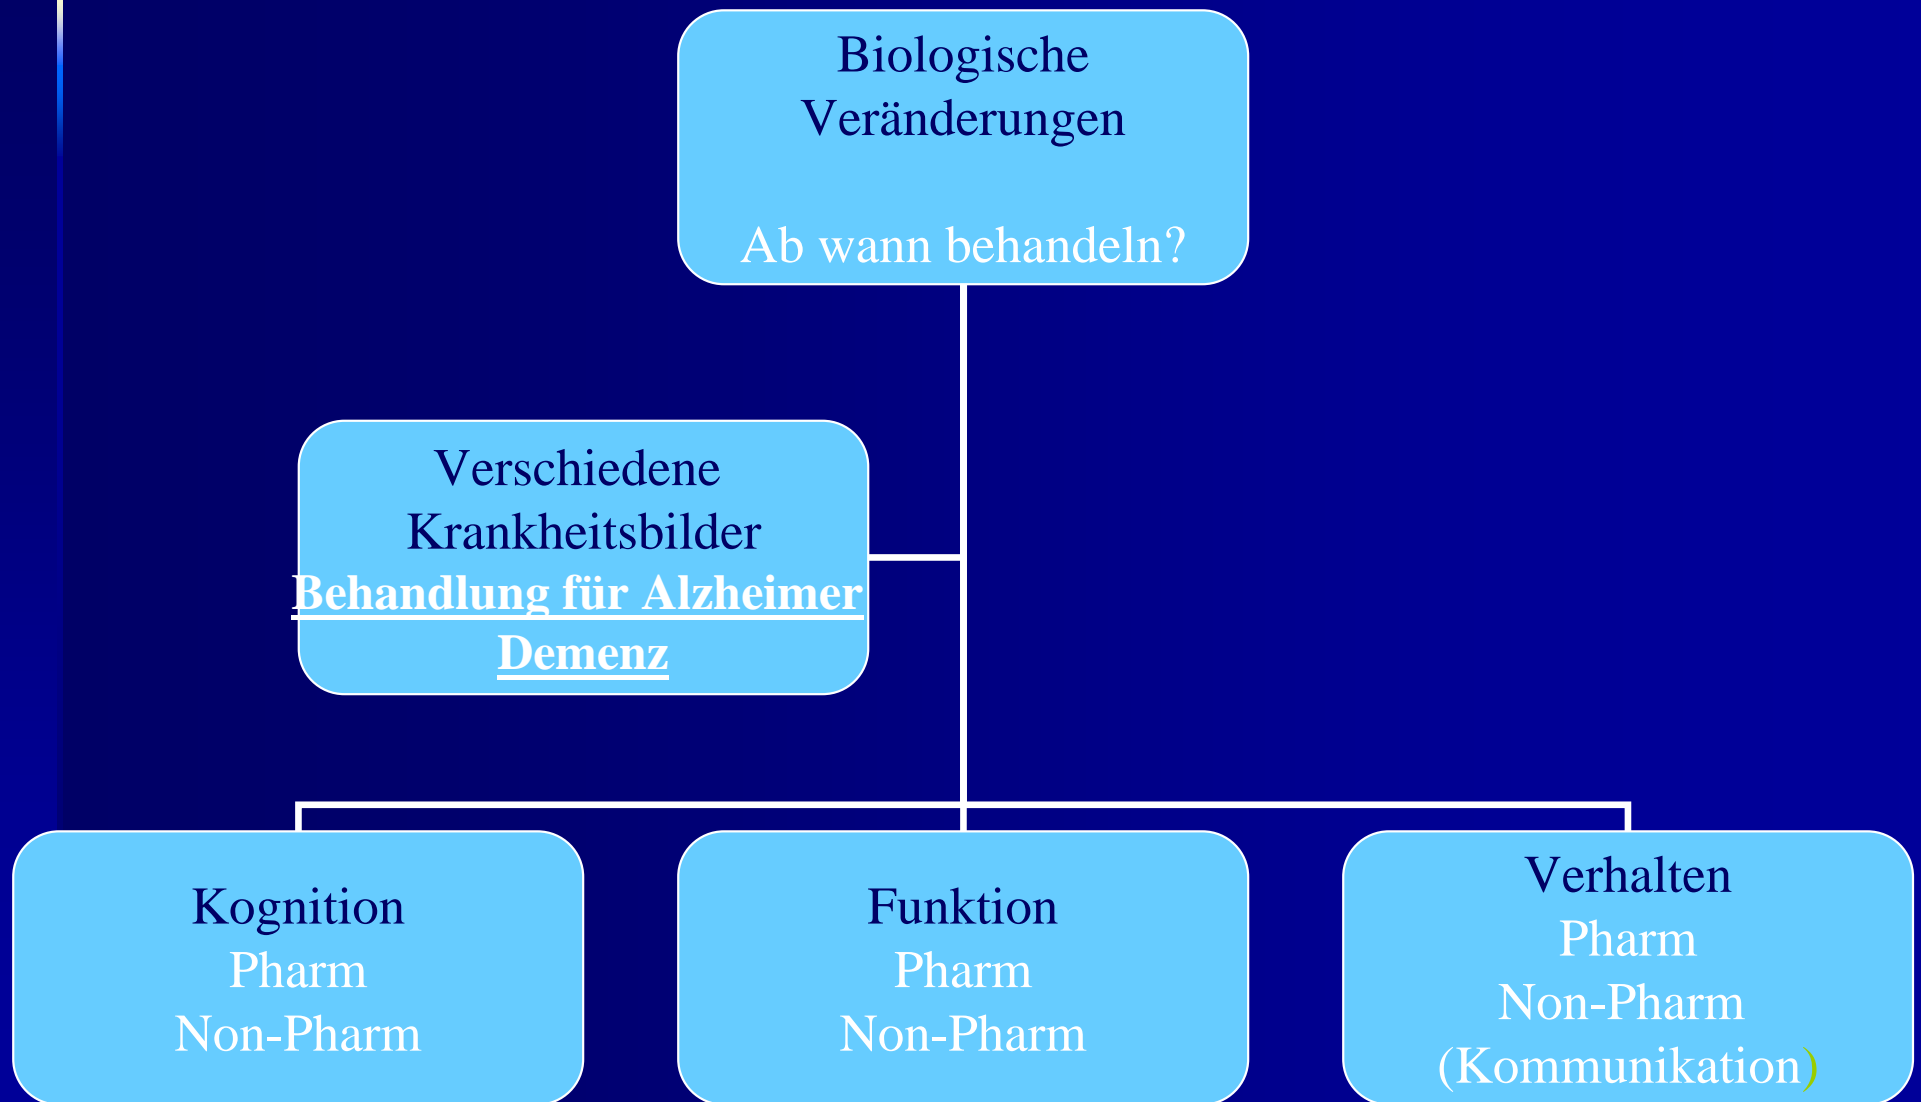 Biologische
Veränderungen
Ab wann behandeln?
Verschiedene
Krankheitsbilder
Behandlung für Alzheimer
Demenz
Kognition
Pharm
Non-Pharm
Funktion
Pharm
Non-Pharm
Verhalten
Pharm
Non-Pharm
(Kommunikation)